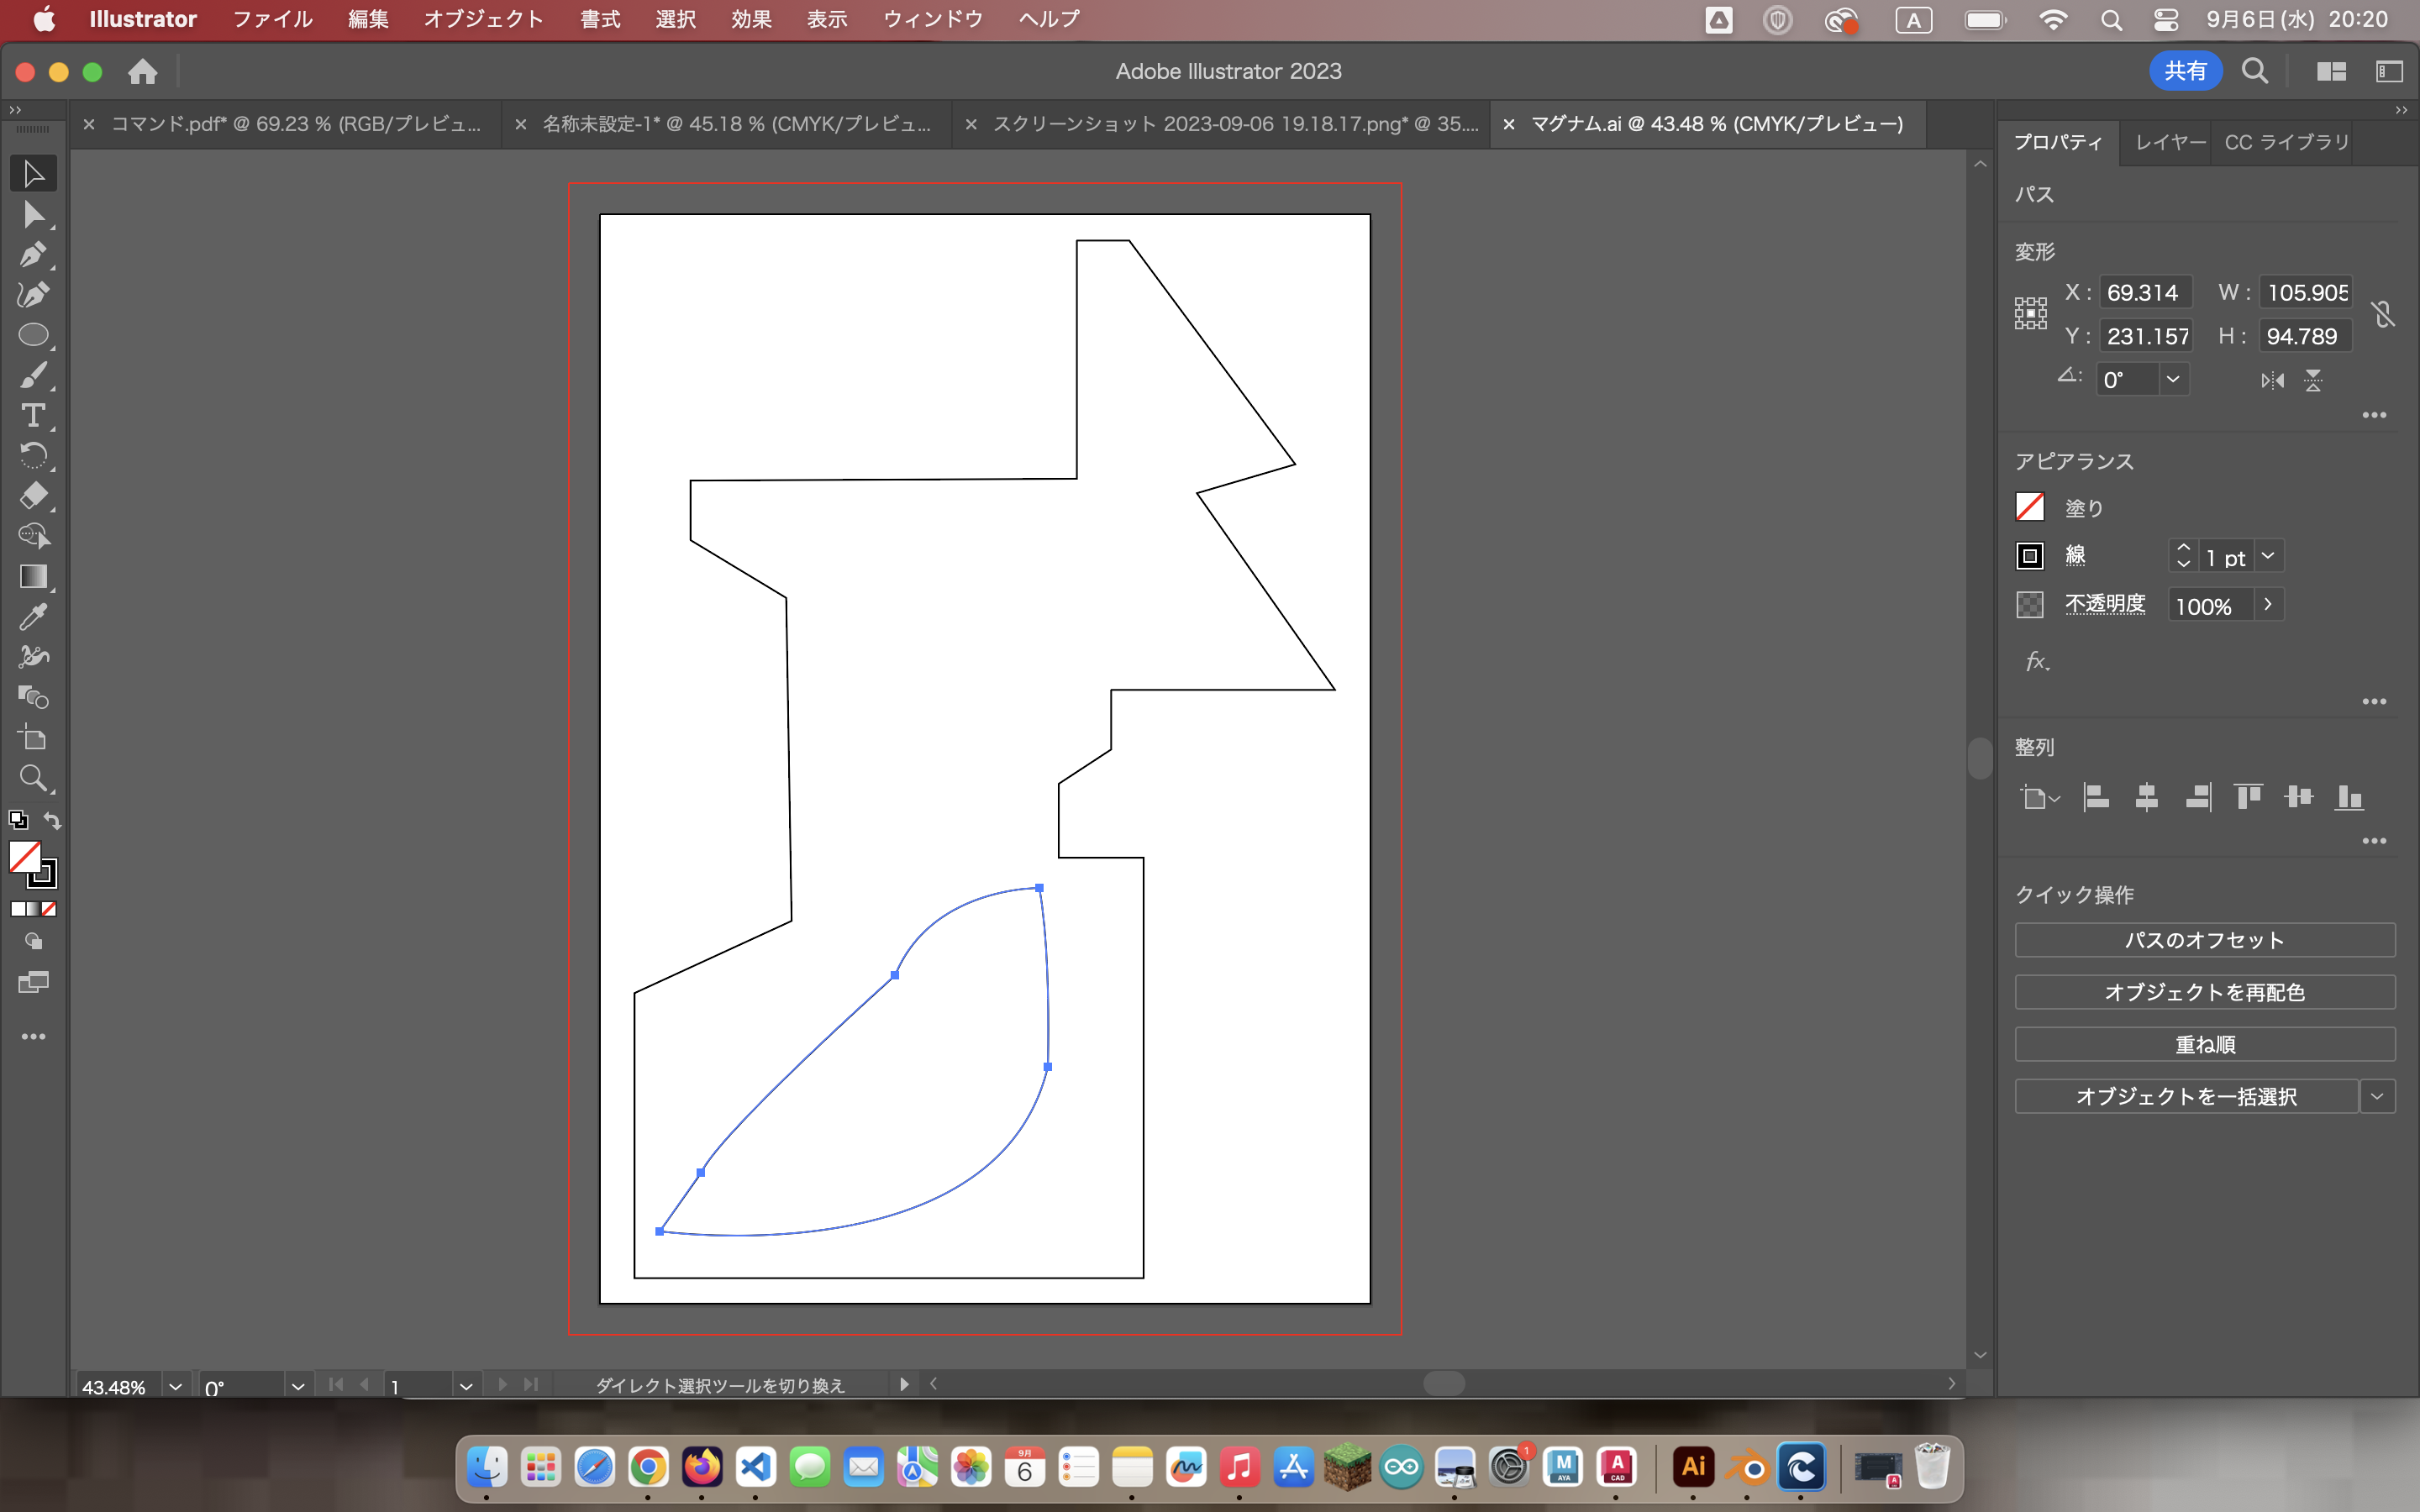 Illustrator ファイル 編集 オブジェクト 書式 選択 効果 表示 ウィンドウ ヘルプ A 9月6日(水) 20:20
Adobe Illustrator 2023 共有
コマンド.pdf* @ 69.23 % (RGB/プレビュ... 名称未設定-1* @ 45.18 % (CMYK/プレビュ... スクリーンショット 2023-09-06 19.18.17.png* @ 35.... マグナム.ai @ 43.48 % (CMYK/プレビュー)
プロパティ レイヤー CC ライブラリ
パス
変形
X : 69.314 W : 105.905
Y : 231.157 H : 94.789
0°
アピアランス
塗り
線 1 pt
不透明度 100%
fx.
整列
クイック操作
パスのオフセット
オブジェクトを再配色
重ね順
オブジェクトを一括選択
43.48% 0° 1 ダイレクト選択ツールを切り換え
9月
6
1
M
AYA
A
CAD
Ai
A